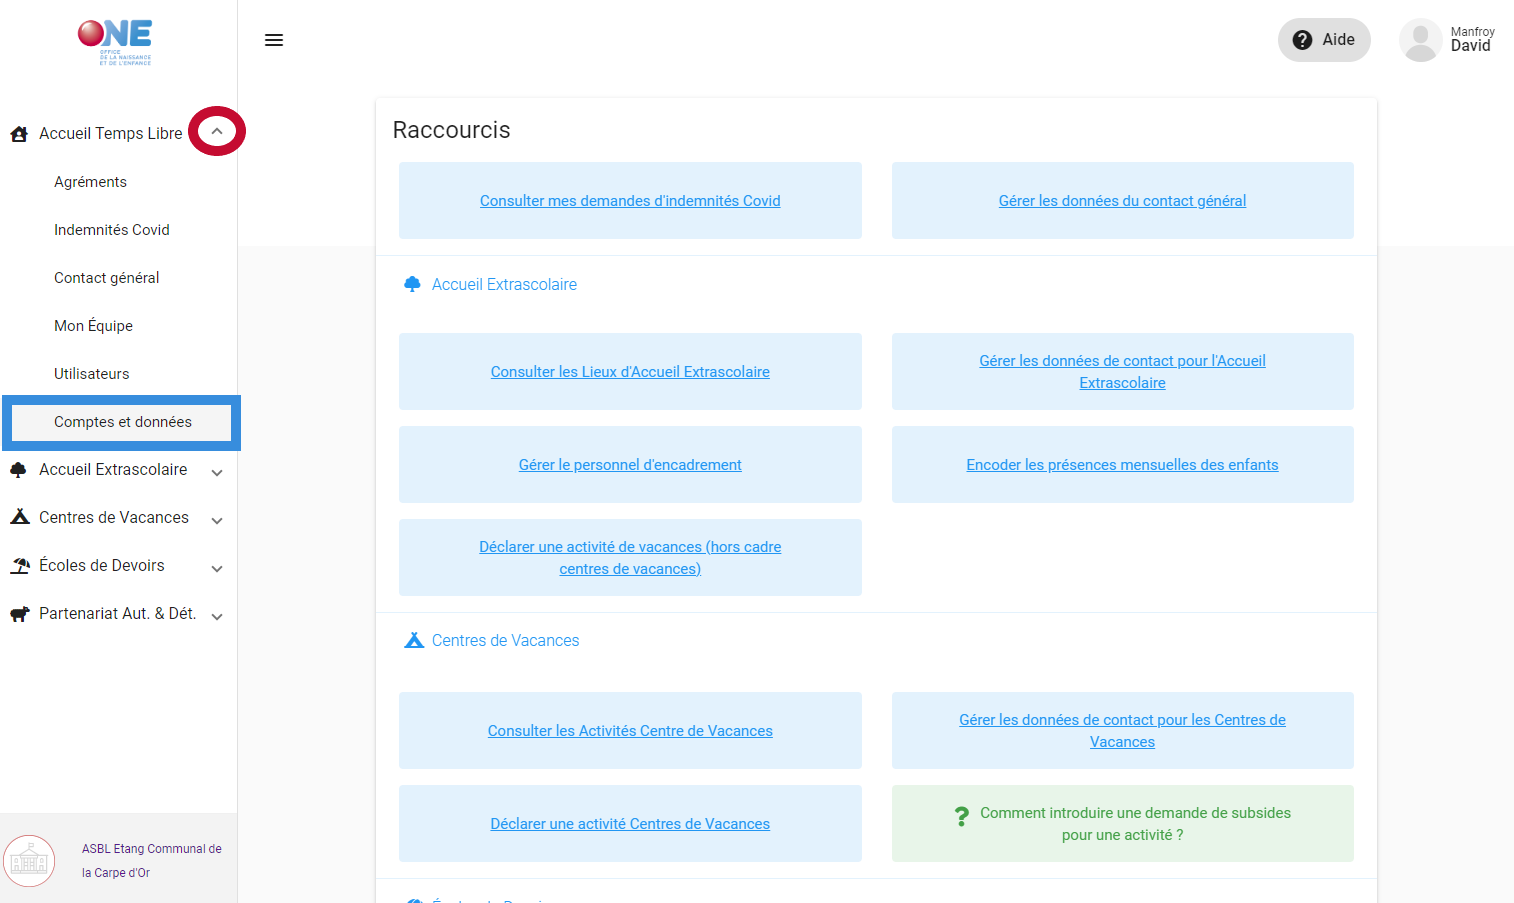 ONE
OFFICE
DE LA NAISSANCE
ET DE L'ENFANCE
Aide
Manfroy
David
Accueil Temps Libre
Agréments
Indemnités Covid
Contact général
Mon Équipe
Utilisateurs
Comptes et données
Accueil Extrascolaire
Centres de Vacances
Écoles de Devoirs
Partenariat Aut. & Dét.
ASBL Etang Communal de
la Carpe d'Or
Raccourcis
Consulter mes demandes d'indemnités Covid
Gérer les données du contact général
Accueil Extrascolaire
Consulter les Lieux d'Accueil Extrascolaire
Gérer les données de contact pour l'Accueil
Extrascolaire
Gérer le personnel d'encadrement
Encoder les présences mensuelles des enfants
Déclarer une activité de vacances (hors cadre
centres de vacances)
Centres de Vacances
Consulter les Activités Centre de Vacances
Gérer les données de contact pour les Centres de
Vacances
Déclarer une activité Centres de Vacances
Comment introduire une demande de subsides
pour une activité ?